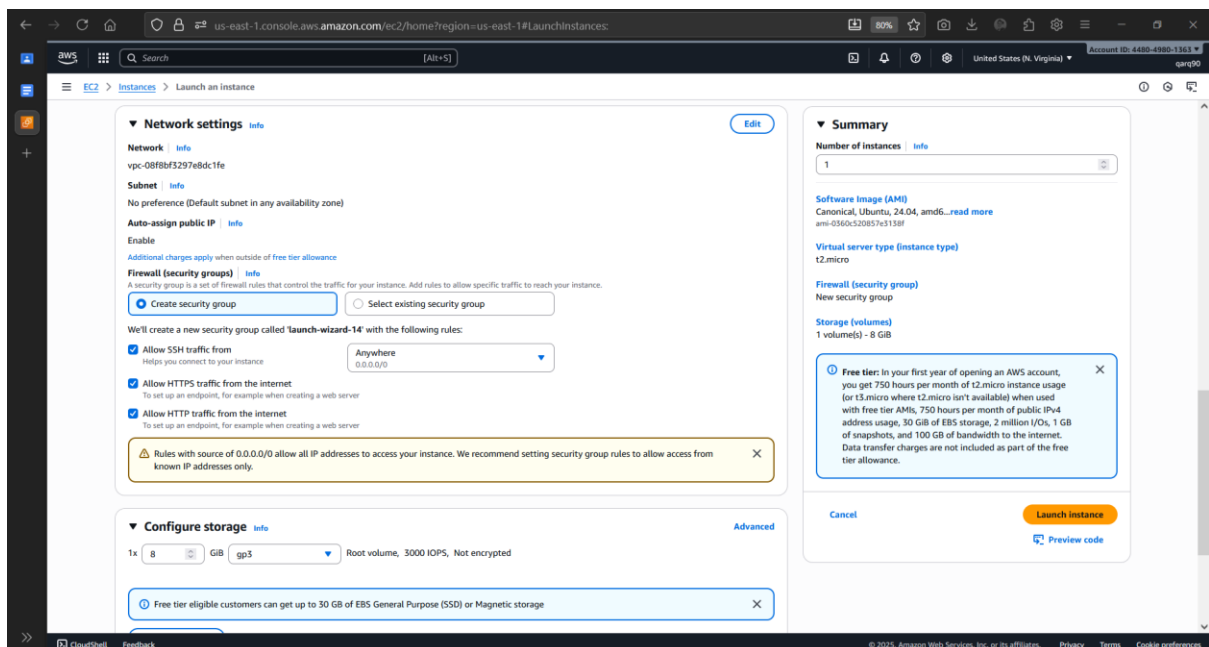 us-east-1.console.aws.amazon.com/ec2/home?region=us-east-1#LaunchInstances:
80%
aws
Search
[Alt+S]
United States (N. Virginia)
Account ID: 4480-4980-1363
qarq90
EC2 > Instances > Launch an instance
Network settings Info
Edit
Network Info
vpc-08f8bf3297e8dc1fe
Subnet Info
No preference (Default subnet in any availability zone)
Auto-assign public IP Info
Enable
Additional charges apply when outside of free tier allowance
Firewall (security groups) Info
A security group is a set of firewall rules that control the traffic for your instance. Add rules to allow specific traffic to reach your instance.
Create security group
Select existing security group
We'll create a new security group called 'launch-wizard-14' with the following rules:
Allow SSH traffic from
Helps you connect to your instance
Anywhere
0.0.0.0/0
Allow HTTPS traffic from the internet
To set up an endpoint, for example when creating a web server
Allow HTTP traffic from the internet
To set up an endpoint, for example when creating a web server
Rules with source of 0.0.0.0/0 allow all IP addresses to access your instance. We recommend setting security group rules to allow access from
known IP addresses only.
Configure storage Info
Advanced
1x 8 GiB gp3 Root volume, 3000 IOPS, Not encrypted
Free tier eligible customers can get up to 30 GB of EBS General Purpose (SSD) or Magnetic storage
Summary
Number of instances Info
1
Software Image (AMI)
Canonical, Ubuntu, 24.04, amd6...read more
ami-0360c520857e3138f
Virtual server type (instance type)
t2.micro
Firewall (security group)
New security group
Storage (volumes)
1 volume(s) - 8 GiB
Free tier: In your first year of opening an AWS account,
you get 750 hours per month of t2.micro instance usage
(or t3.micro where t2.micro isn't available) when used
with free tier AMIs, 750 hours per month of public IPv4
address usage, 30 GiB of EBS storage, 2 million I/Os, 1 GB
of snapshots, and 100 GB of bandwidth to the internet.
Data transfer charges are not included as part of the free
tier allowance.
Cancel
Launch instance
Preview code
CloudShell
Feedback
© 2025, Amazon Web Services, Inc. or its affiliates.
Privacy
Terms
Cookie preferences